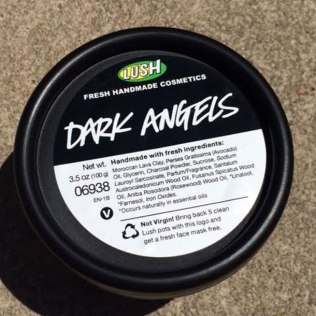 LUSH
FRESH HANDMADE COSMETICS
DARK ANGELS
Net wt.
3.5 oz (100 g)
06938
EN-1B
V
Handmade with fresh ingredients:
Moroccan Lava Clay, Persea Gratissima (Avocado)
Oil, Glycerin, Charcoal Powder, Sucrose, Sodium
Lauroyl Sarcosinate, Parfum/Fragrance, Santalum
Austrocaledonicum Wood Oil, Fusanus Spicatus Wood
Oil, Aniba Rosodora (Rosewood) Wood Oil, *Linalool,
*Farnesol, Iron Oxides.
*Occurs naturally in essential oils
Not Virgin! Bring back 5 clean
Lush pots with this logo and
get a fresh face mask free.